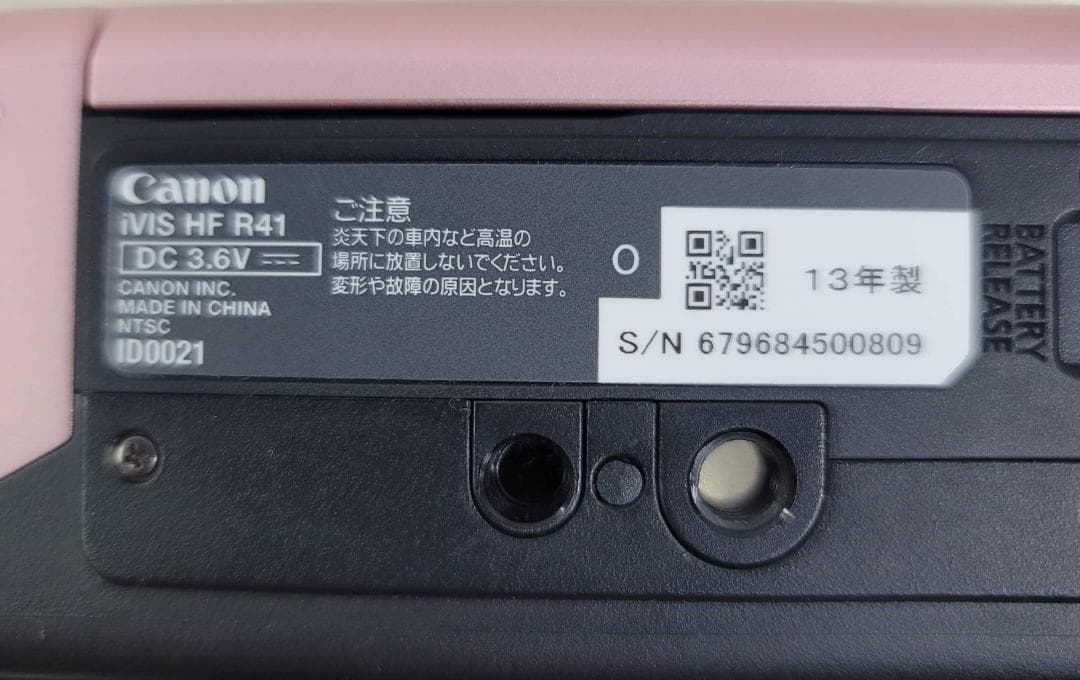 Canon
iVIS HF R41
DC 3.6V
CANON INC.
MADE IN CHINA
NTSC
ID0021
ご注意
炎天下の車内など高温の
場所に放置しないでください。
変形や故障の原因となります。
O
13年製
S/N 679684500809
BATTERY
RELEASE